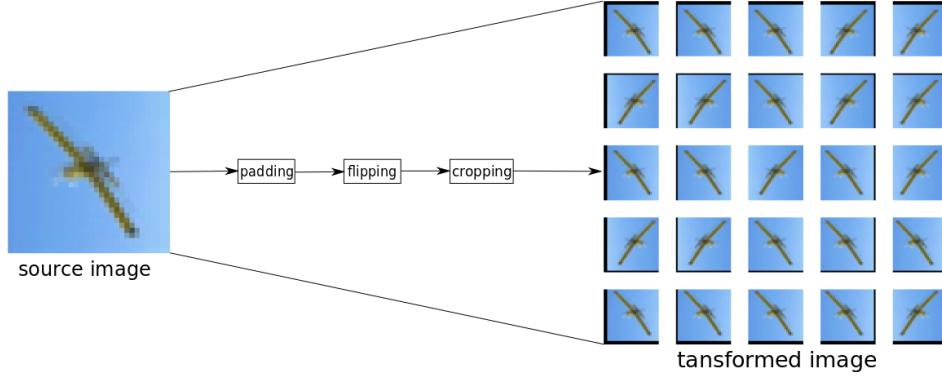 padding
flipping
cropping
source image
tansformed image